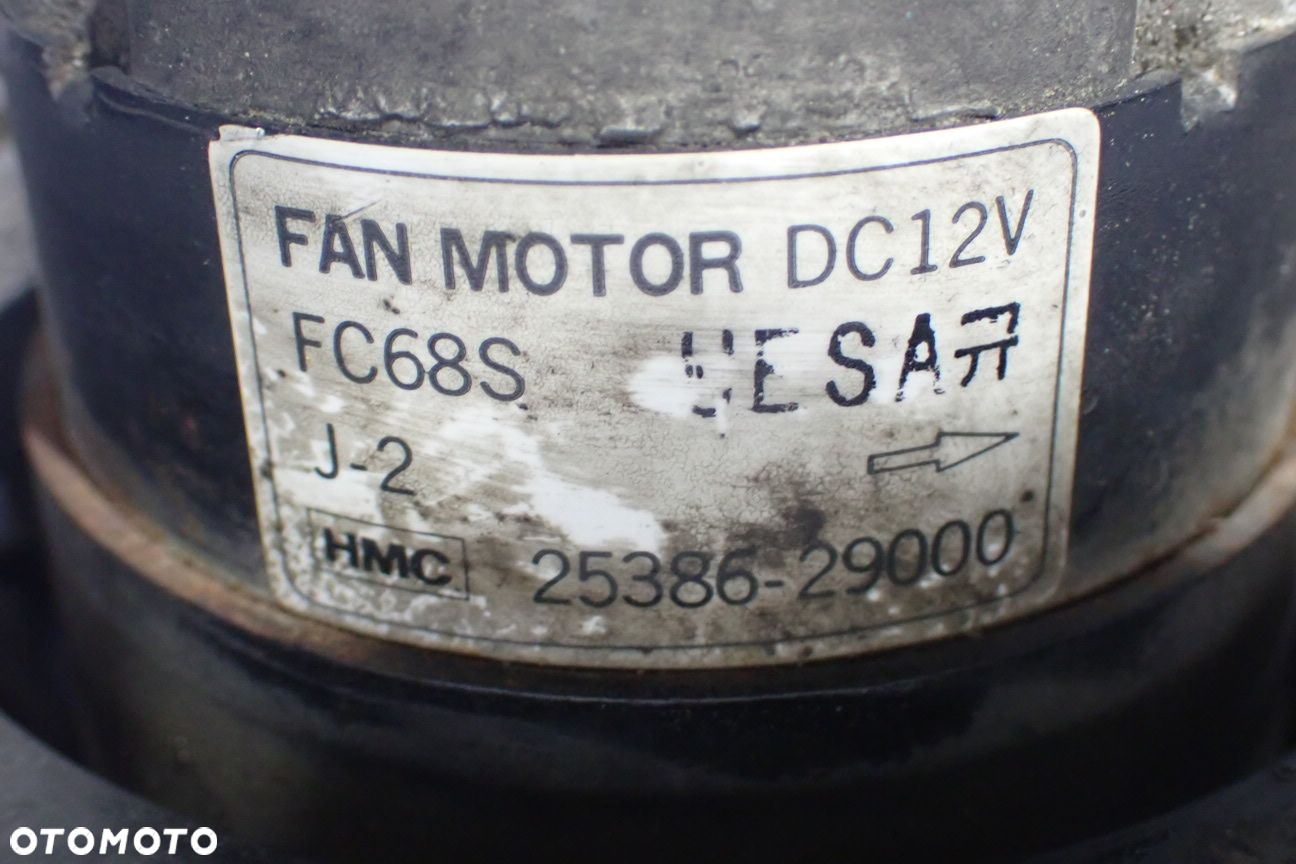 FAN MOTOR DC12V
FC68S
J-2
HMC 25386-29000
OTOMOTO